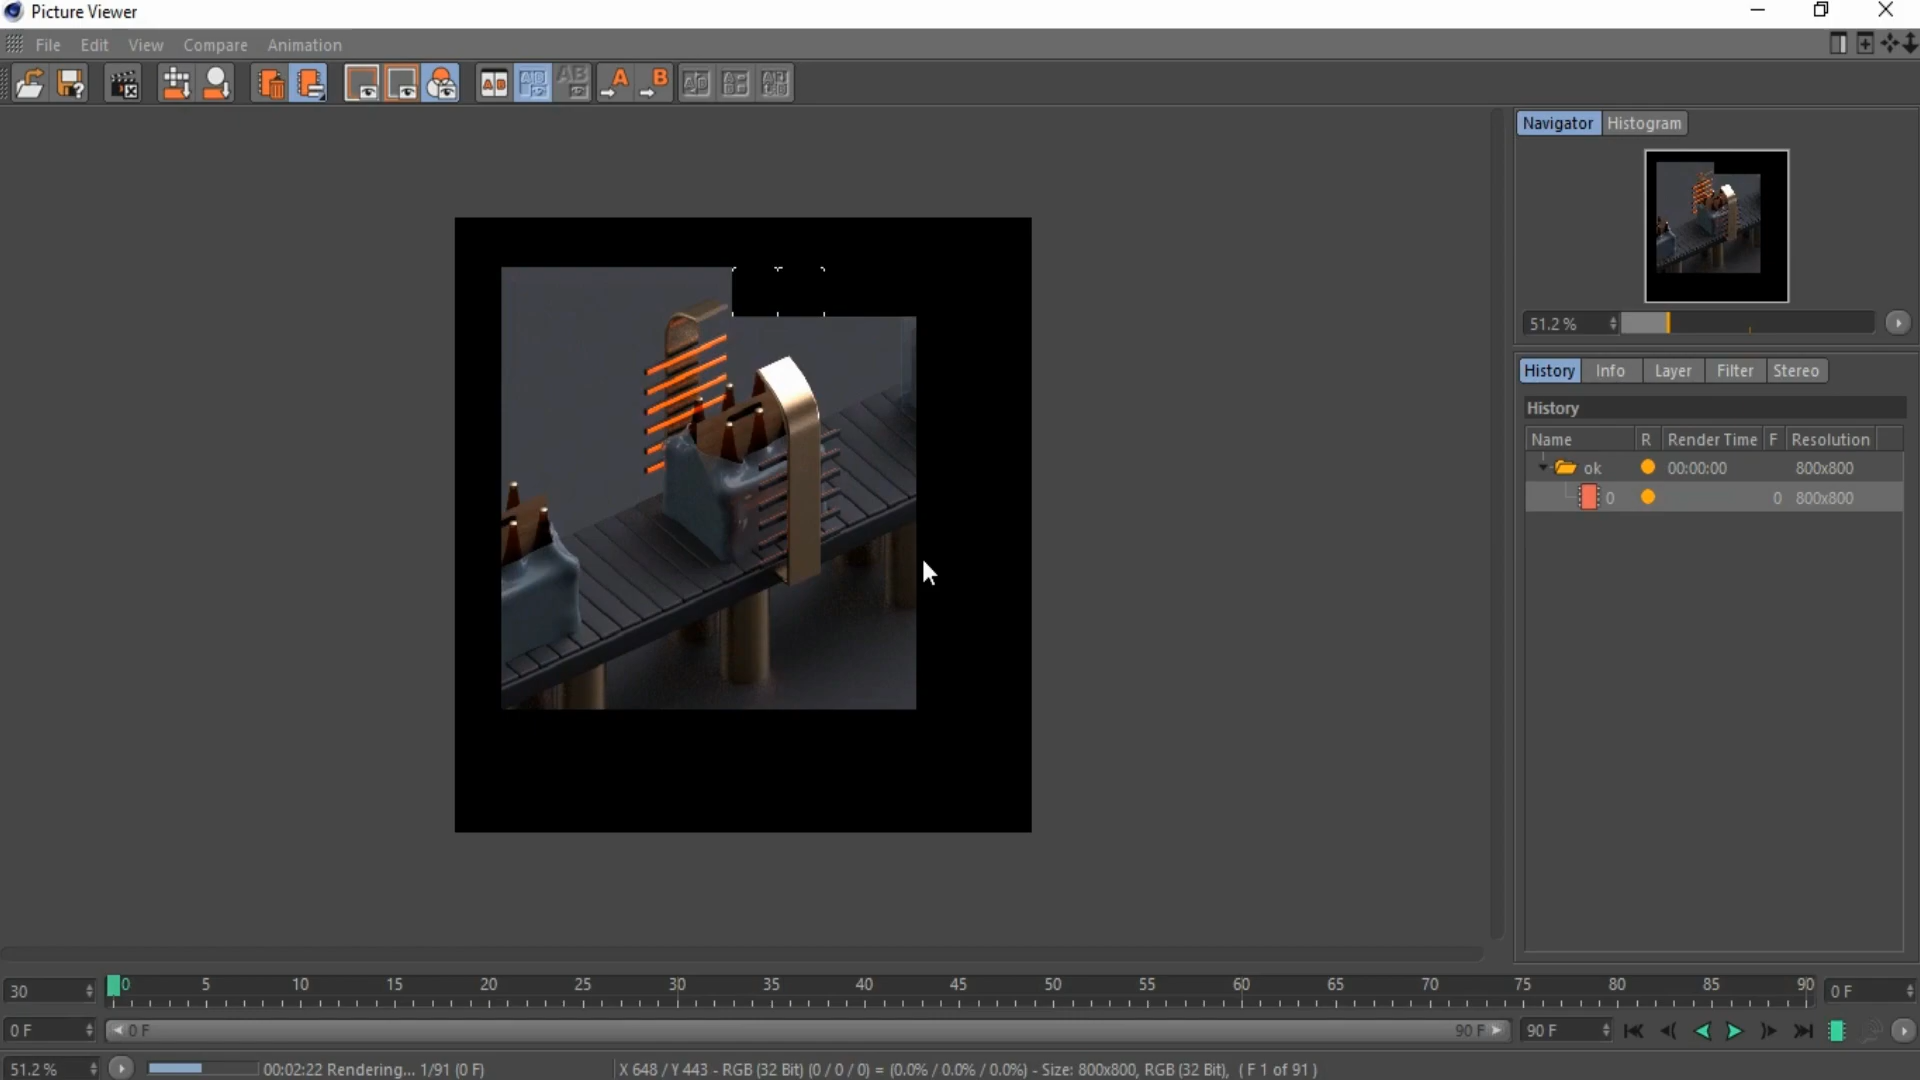 Picture Viewer
File Edit View Compare Animation
A B
AB
AB
A
B
Navigator Histogram
51.2 %
History Info Layer Filter Stereo
History
Name R Render Time F Resolution
ok 00:00:00 800x800
0 0 800x800
30 0 5 10 15 20 25 30 35 40 45 50 55 60 65 70 75 80 85 90 0 F
0 F 0 F 90 F 90 F
51.2 % 00:02:22 Rendering... 1/91 (0 F) X 648 / Y 443 - RGB (32 Bit) (0 / 0 / 0) = (0.0% / 0.0% / 0.0%) - Size: 800x800, RGB (32 Bit), ( F 1 of 91 )